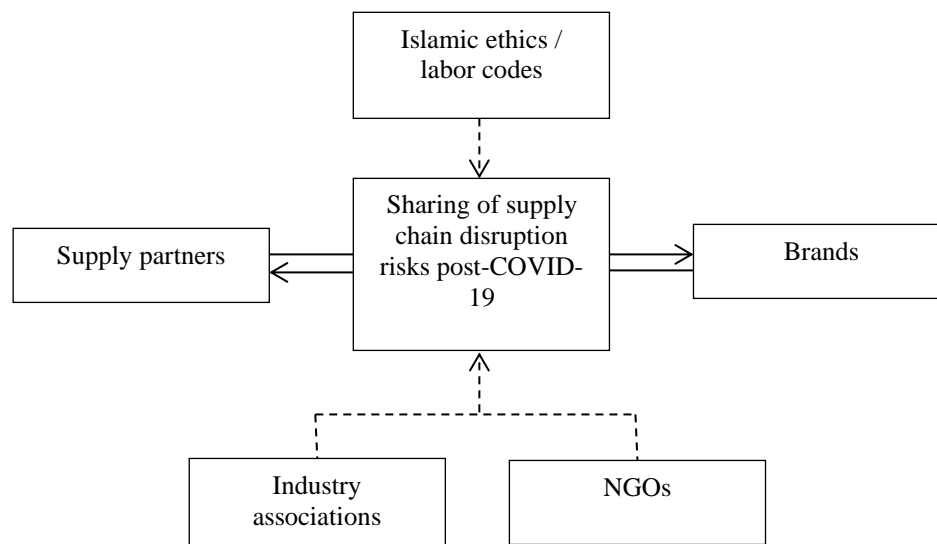 Islamic ethics /
labor codes
Sharing of supply
chain disruption
risks post-COVID-
19
Supply partners
Brands
Industry
associations
NGOs